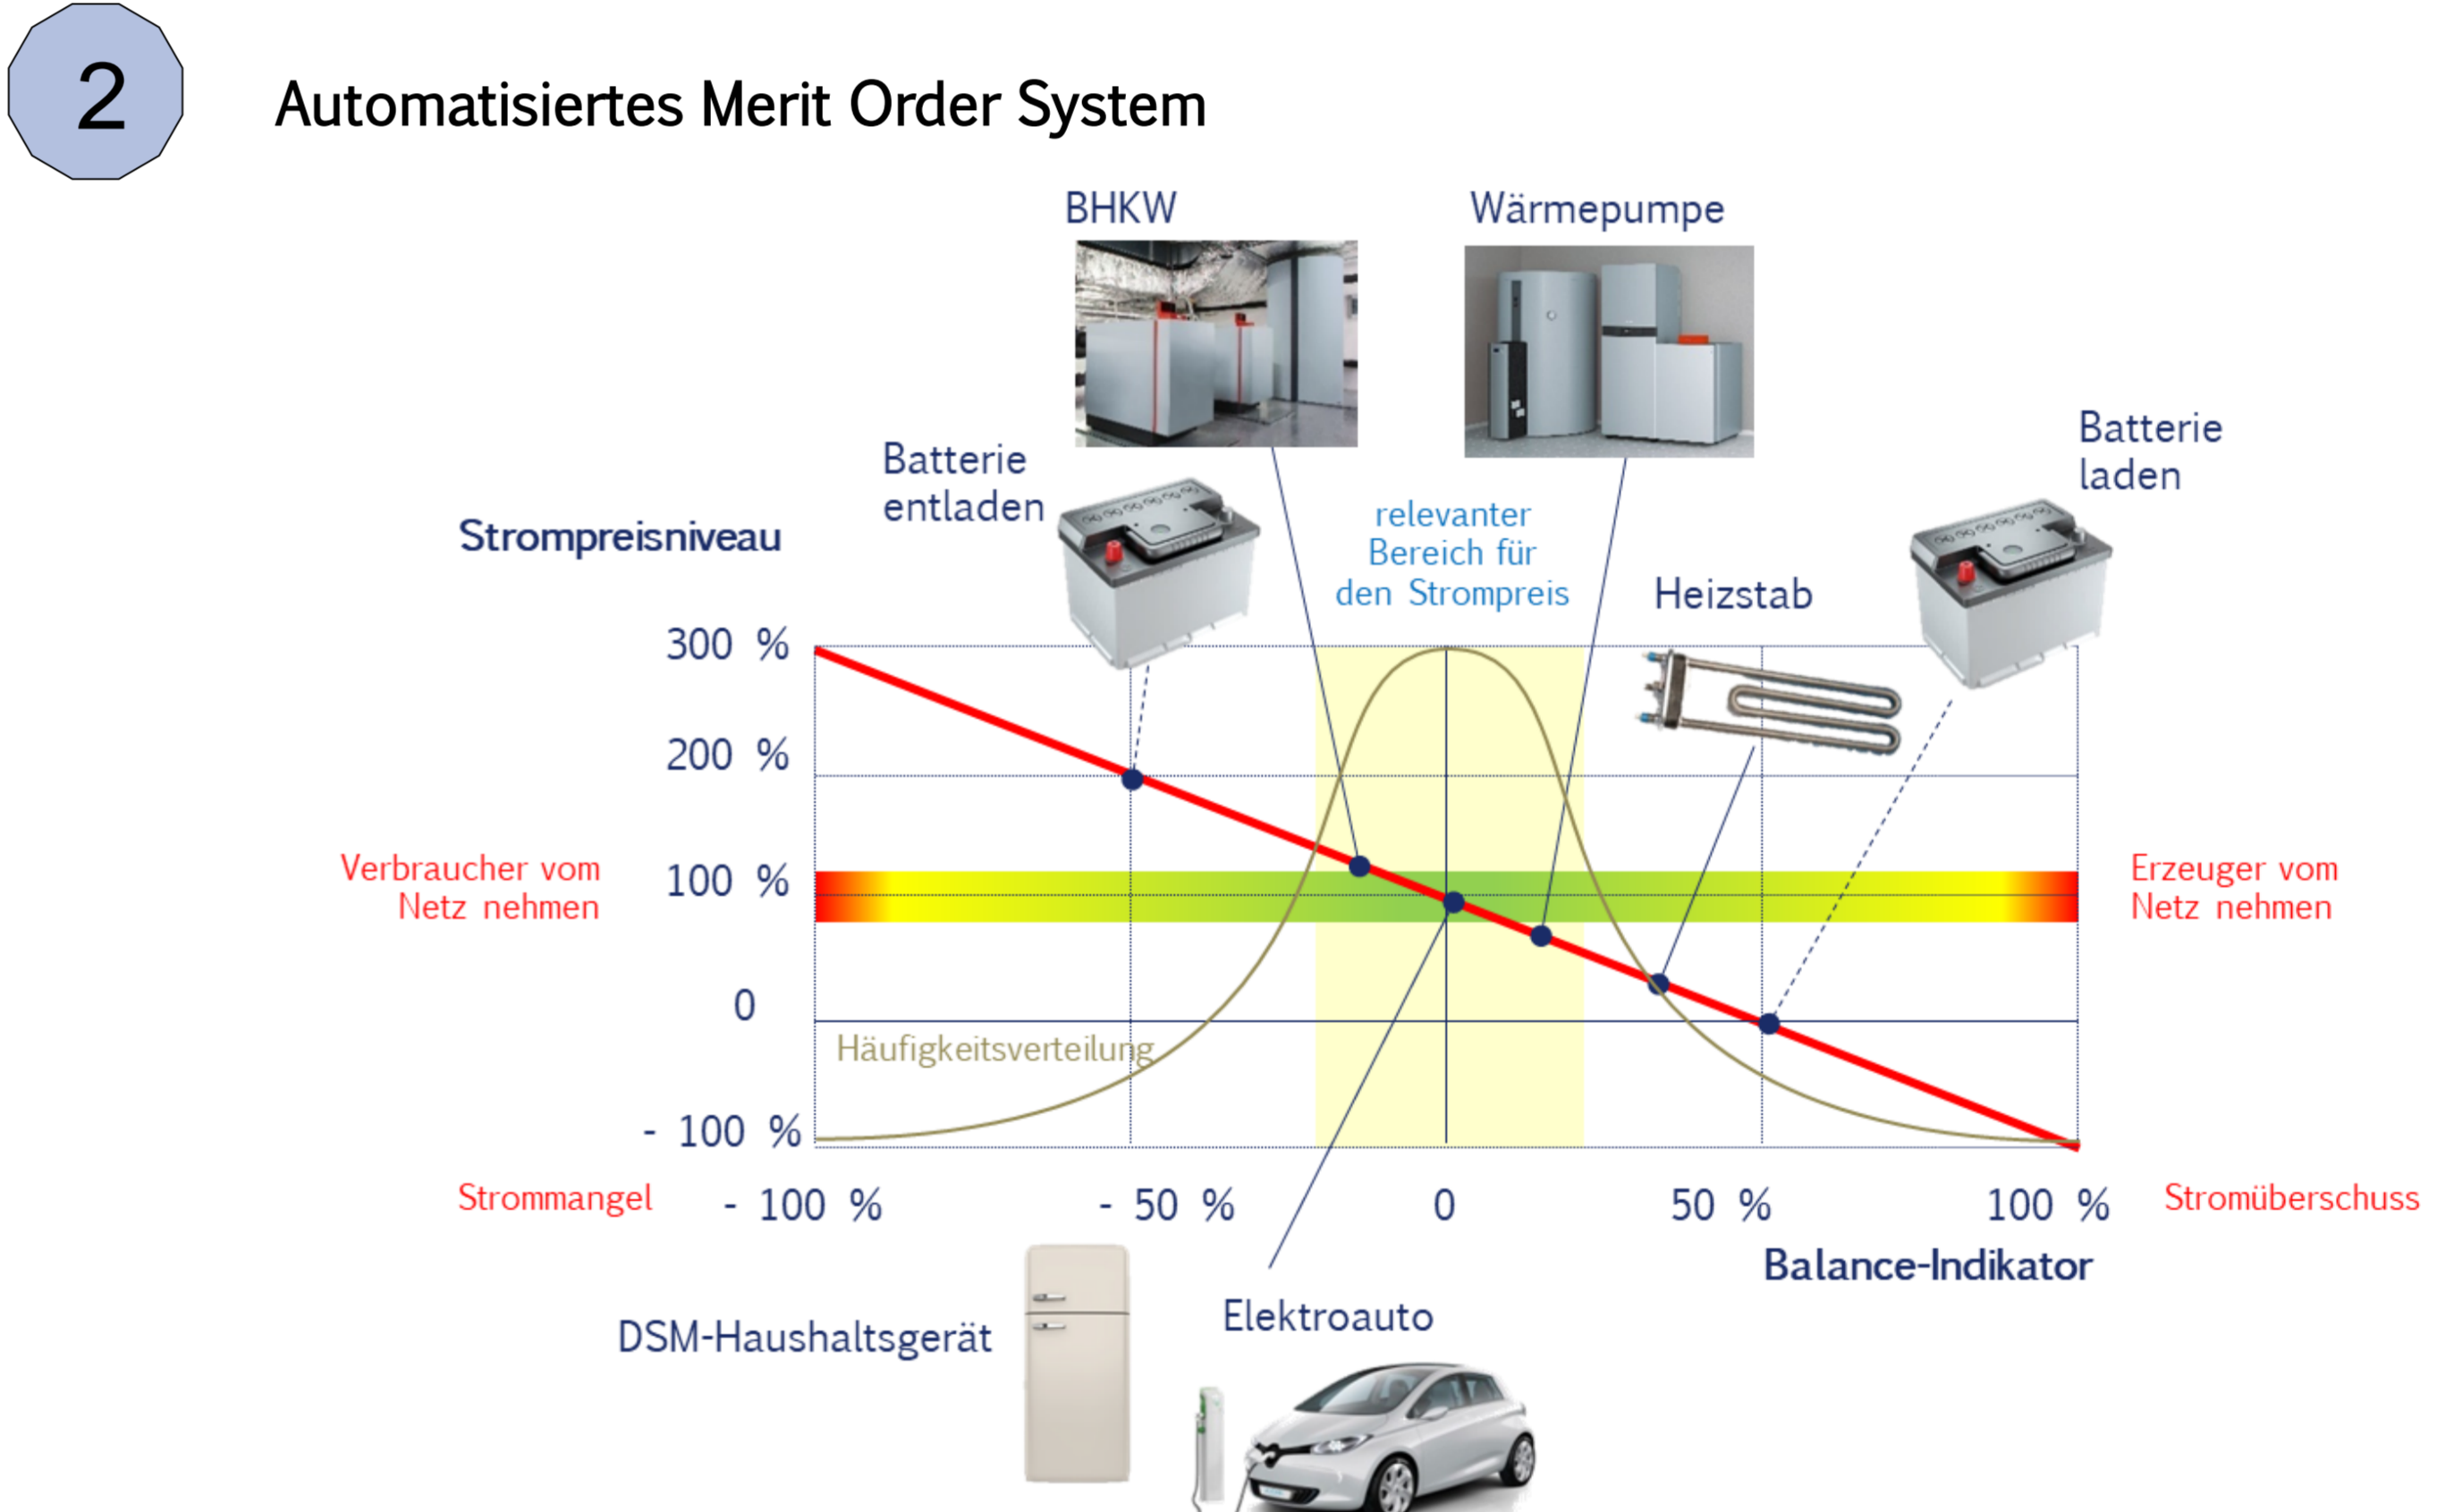 2
Automatisiertes Merit Order System
BHKW
Wärmepumpe
Batterie
entladen
Batterie
laden
Strompreisniveau
relevanter
Bereich für
den Strompreis
Heizstab
300 %
200 %
Verbraucher vom
Netz nehmen
100 %
Erzeuger vom
Netz nehmen
0
Häufigkeitsverteilung
- 100 %
Strommangel
- 100 %
- 50 %
0
50 %
100 %
Stromüberschuss
Balance-Indikator
DSM-Haushaltsgerät
Elektroauto